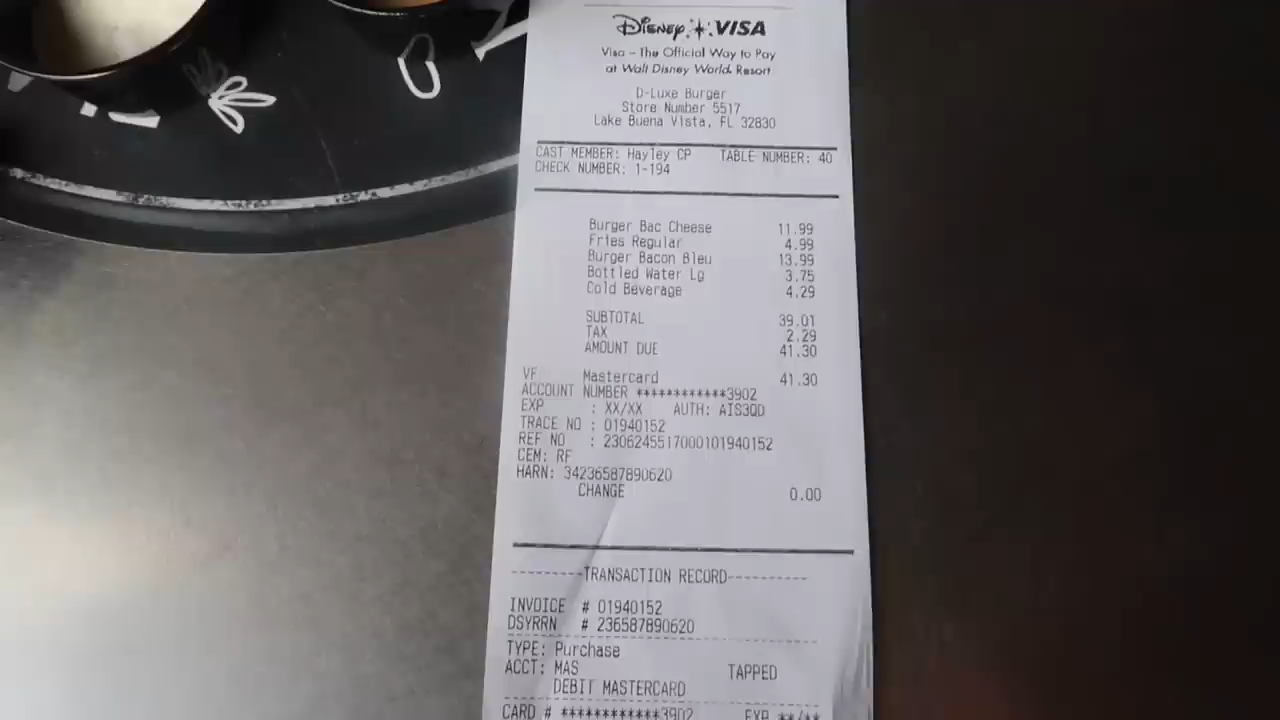 Disney VISA
Visa - The Official Way to Pay
at Walt Disney World Resort
D-Luxe Burger
Store Number 5517
Lake Buena Vista, FL 32830
CAST MEMBER: Hayley CP TABLE NUMBER: 40
CHECK NUMBER: 1-194
Burger Bac Cheese 11.99
Fries Regular 4.99
Burger Bacon Bleu 13.99
Bottled Water Lg 3.75
Cold Beverage 4.29
SUBTOTAL 39.01
TAX 2.29
AMOUNT DUE 41.30
VF Mastercard 41.30
ACCOUNT NUMBER ************3902
EXP : XX/XX AUTH: AIS3QD
TRACE NO : 01940152
REF NO : 2306245517000101940152
CEM: RF
HARN: 34236587890620
CHANGE 0.00
---------TRANSACTION RECORD----------
INVOICE # 01940152
DSYRRN # 236587890620
TYPE: Purchase
ACCT: MAS TAPPED
DEBIT MASTERCARD
CARD # ************3902 EXP **/**